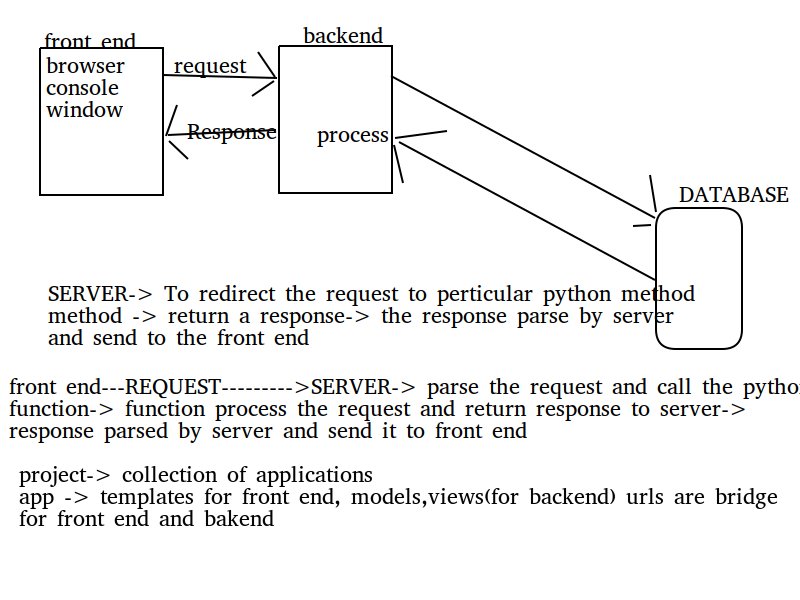 front end
backend
browser
console
window
request
Response
process
DATABASE
SERVER-> To redirect the request to perticular python method
method -> return a response-> the response parse by server
and send to the front end
front end---REQUEST--------->SERVER-> parse the request and call the pytho
function-> function process the request and return response to server->
response parsed by server and send it to front end
project-> collection of applications
app -> templates for front end, models,views(for backend) urls are bridge
for front end and bakend